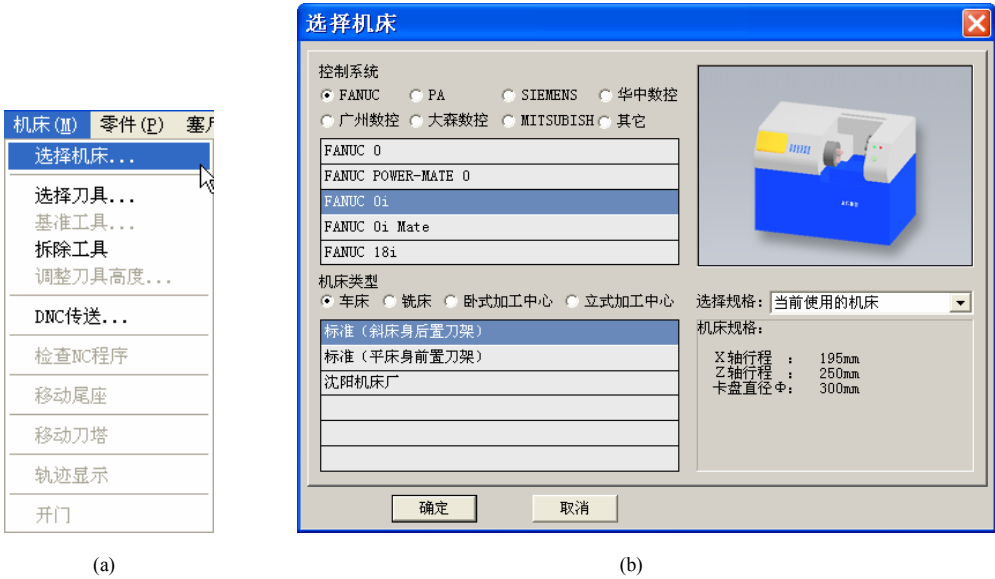 机床(M) 零件(P) 塞
选择机床...
选择刀具...
基准工具...
拆除工具
调整刀具高度...
DNC传送...
检查NC程序
移动尾座
移动刀塔
轨迹显示
开门
(a)
选择机床
控制系统
FANUC PA SIEMENS 华中数控
广州数控 大森数控 MITSUBISH 其它
FANUC 0
FANUC POWER-MATE 0
FANUC 0i
FANUC 0i Mate
FANUC 18i
机床类型
车床 铣床 卧式加工中心 立式加工中心
标准（斜床身后置刀架）
标准（平床身前置刀架）
沈阳机床厂
选择规格: 当前使用的机床
机床规格:
X轴行程 : 195mm
Z轴行程 : 250mm
卡盘直径Φ: 300mm
确定 取消
(b)